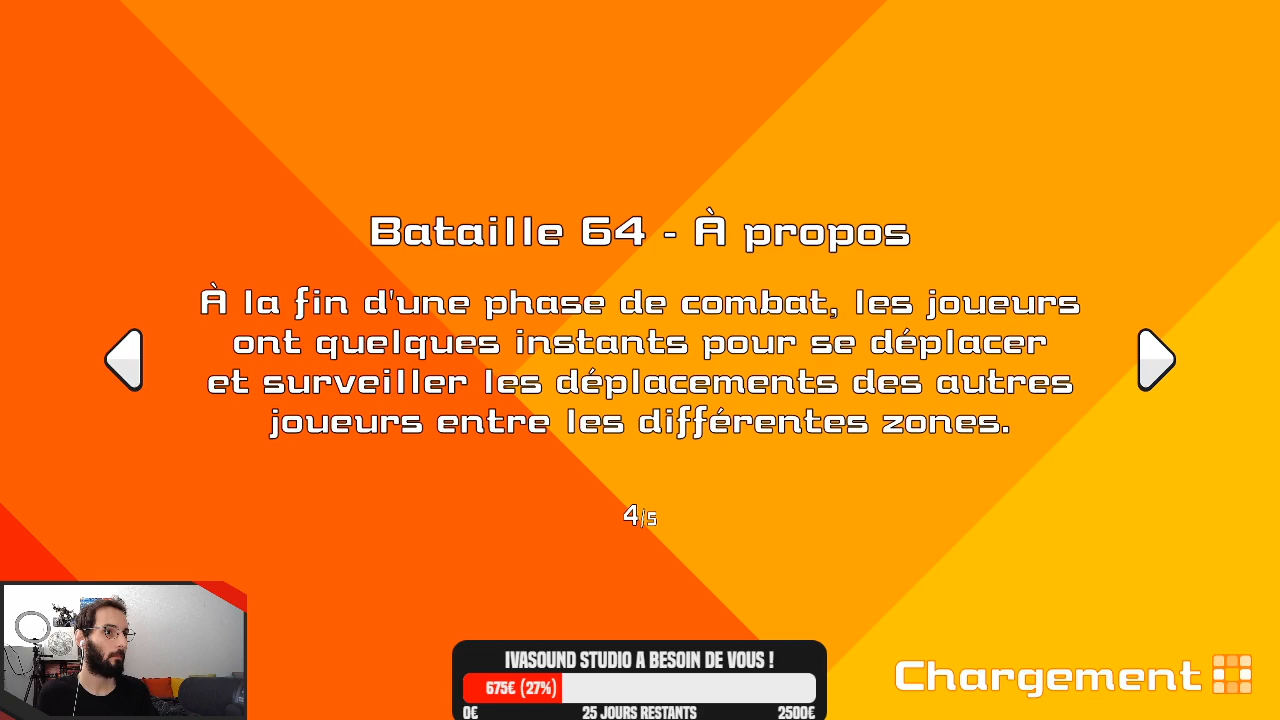 Bataille 64 - À propos
À la fin d'une phase de combat, les joueurs
ont quelques instants pour se déplacer
et surveiller les déplacements des autres
joueurs entre les différentes zones.
4/5
IVASOUND STUDIO A BESOIN DE VOUS !
675€ (27%)
0€ 25 JOURS RESTANTS 2500€
Chargement